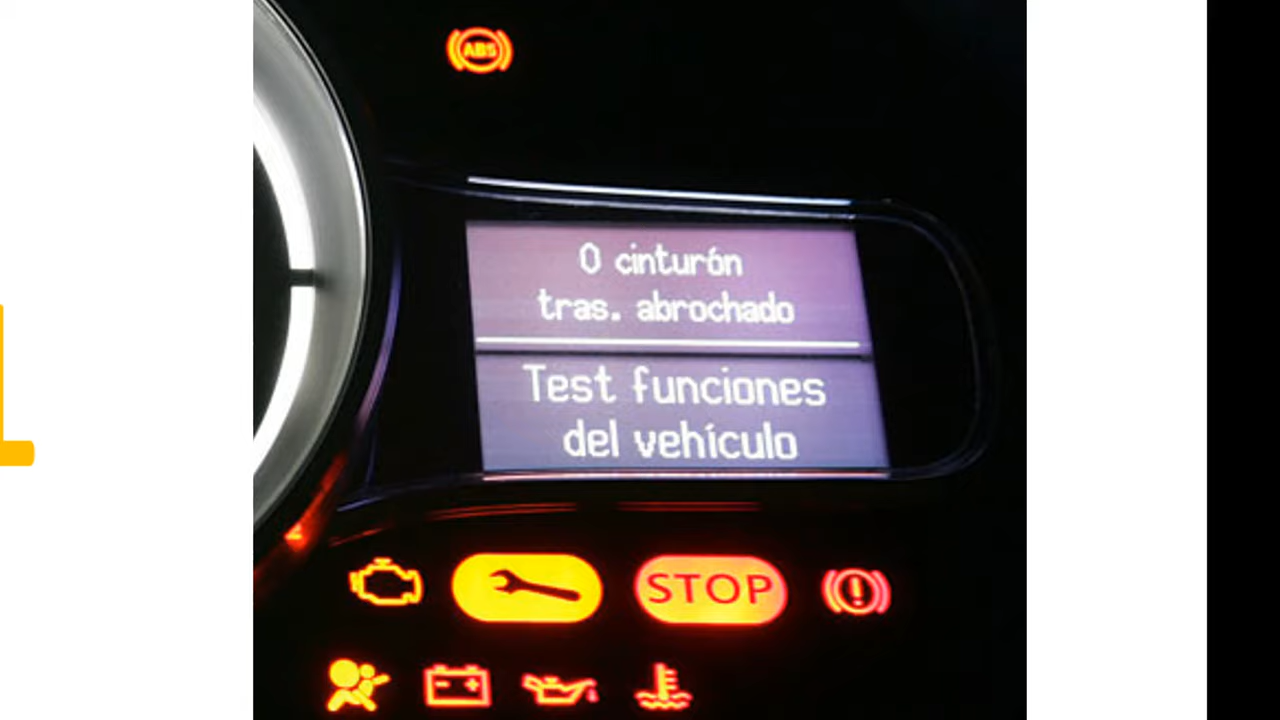 ABS
0 cinturón
tras. abrochado
Test funciones
del vehículo
STOP